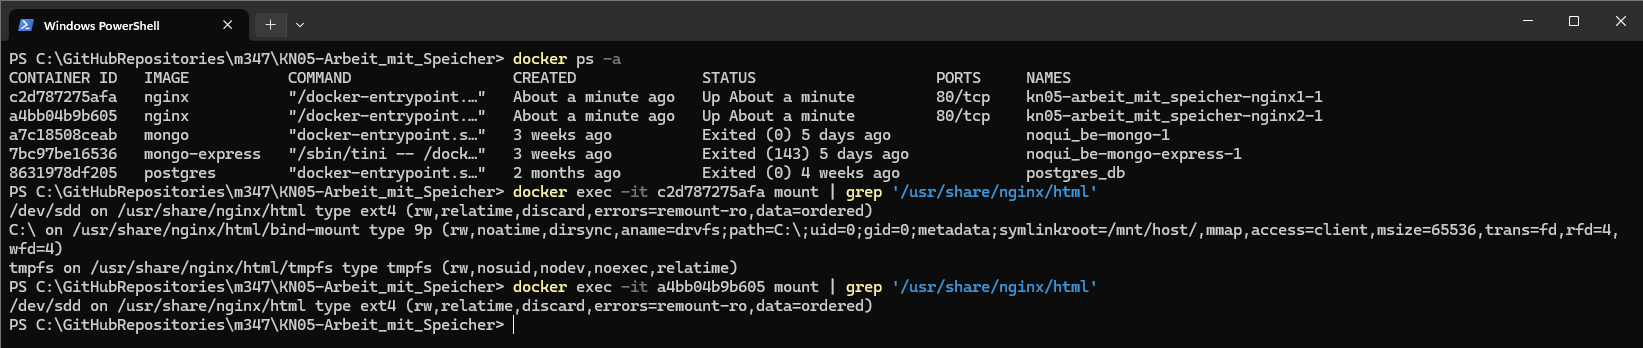 Windows PowerShell
PS C:\GitHubRepositories\m347\KN05-Arbeit_mit_Speicher> docker ps -a
CONTAINER ID   IMAGE           COMMAND                  CREATED              STATUS                    PORTS     NAMES
c2d787275afa   nginx           "/docker-entrypoint.…"   About a minute ago   Up About a minute         80/tcp    kn05-arbeit_mit_speicher-nginx1-1
a4bb04b9b605   nginx           "/docker-entrypoint.…"   About a minute ago   Up About a minute         80/tcp    kn05-arbeit_mit_speicher-nginx2-1
a7c18508ceab   mongo           "docker-entrypoint.s…"   3 weeks ago          Exited (0) 5 days ago               noqui_be-mongo-1
7bc97be16536   mongo-express   "/sbin/tini -- /dock…"   3 weeks ago          Exited (143) 5 days ago             noqui_be-mongo-express-1
8631978df205   postgres        "docker-entrypoint.s…"   2 months ago         Exited (0) 4 weeks ago              postgres_db
PS C:\GitHubRepositories\m347\KN05-Arbeit_mit_Speicher> docker exec -it c2d787275afa mount | grep '/usr/share/nginx/html'
/dev/sdd on /usr/share/nginx/html type ext4 (rw,relatime,discard,errors=remount-ro,data=ordered)
C:\ on /usr/share/nginx/html/bind-mount type 9p (rw,noatime,dirsync,aname=drvfs;path=C:\;uid=0;gid=0;metadata;symlinkroot=/mnt/host/,mmap,access=client,msize=65536,trans=fd,rfd=4,
wfd=4)
tmpfs on /usr/share/nginx/html/tmpfs type tmpfs (rw,nosuid,nodev,noexec,relatime)
PS C:\GitHubRepositories\m347\KN05-Arbeit_mit_Speicher> docker exec -it a4bb04b9b605 mount | grep '/usr/share/nginx/html'
/dev/sdd on /usr/share/nginx/html type ext4 (rw,relatime,discard,errors=remount-ro,data=ordered)
PS C:\GitHubRepositories\m347\KN05-Arbeit_mit_Speicher>